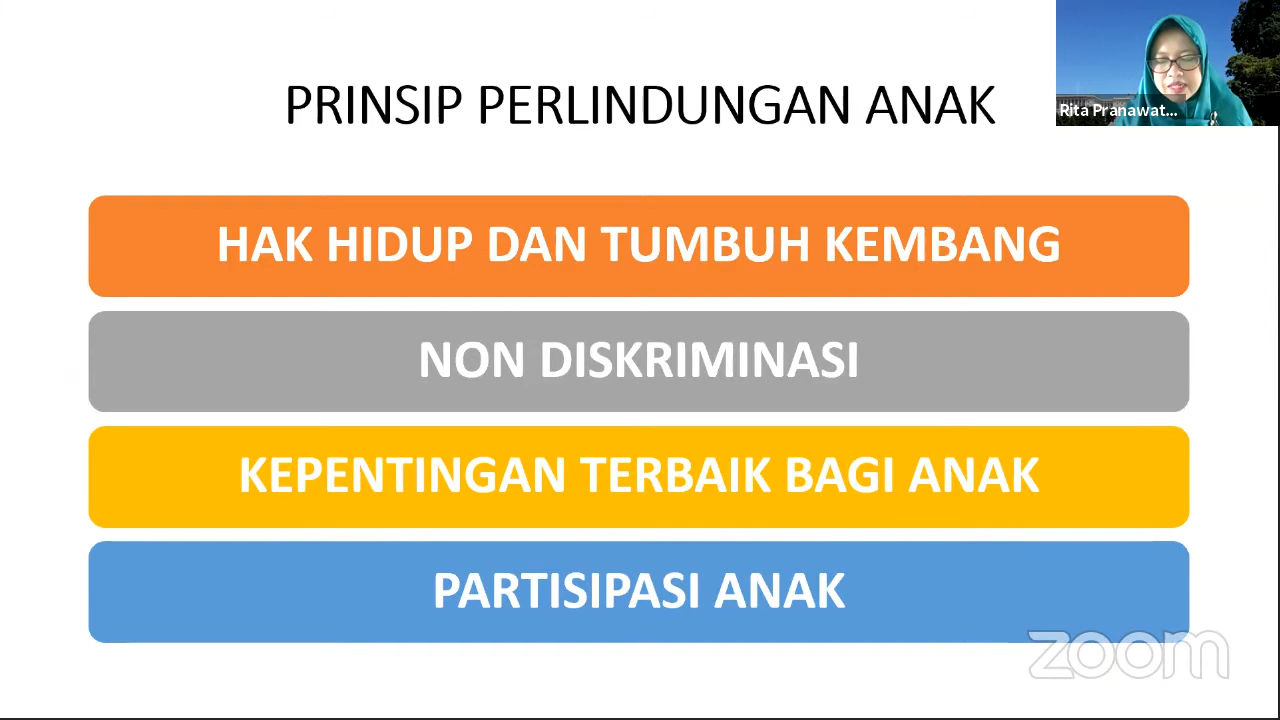 PRINSIP PERLINDUNGAN ANAK
Rita Pranawat...
HAK HIDUP DAN TUMBUH KEMBANG
NON DISKRIMINASI
KEPENTINGAN TERBAIK BAGI ANAK
PARTISIPASI ANAK
zoom